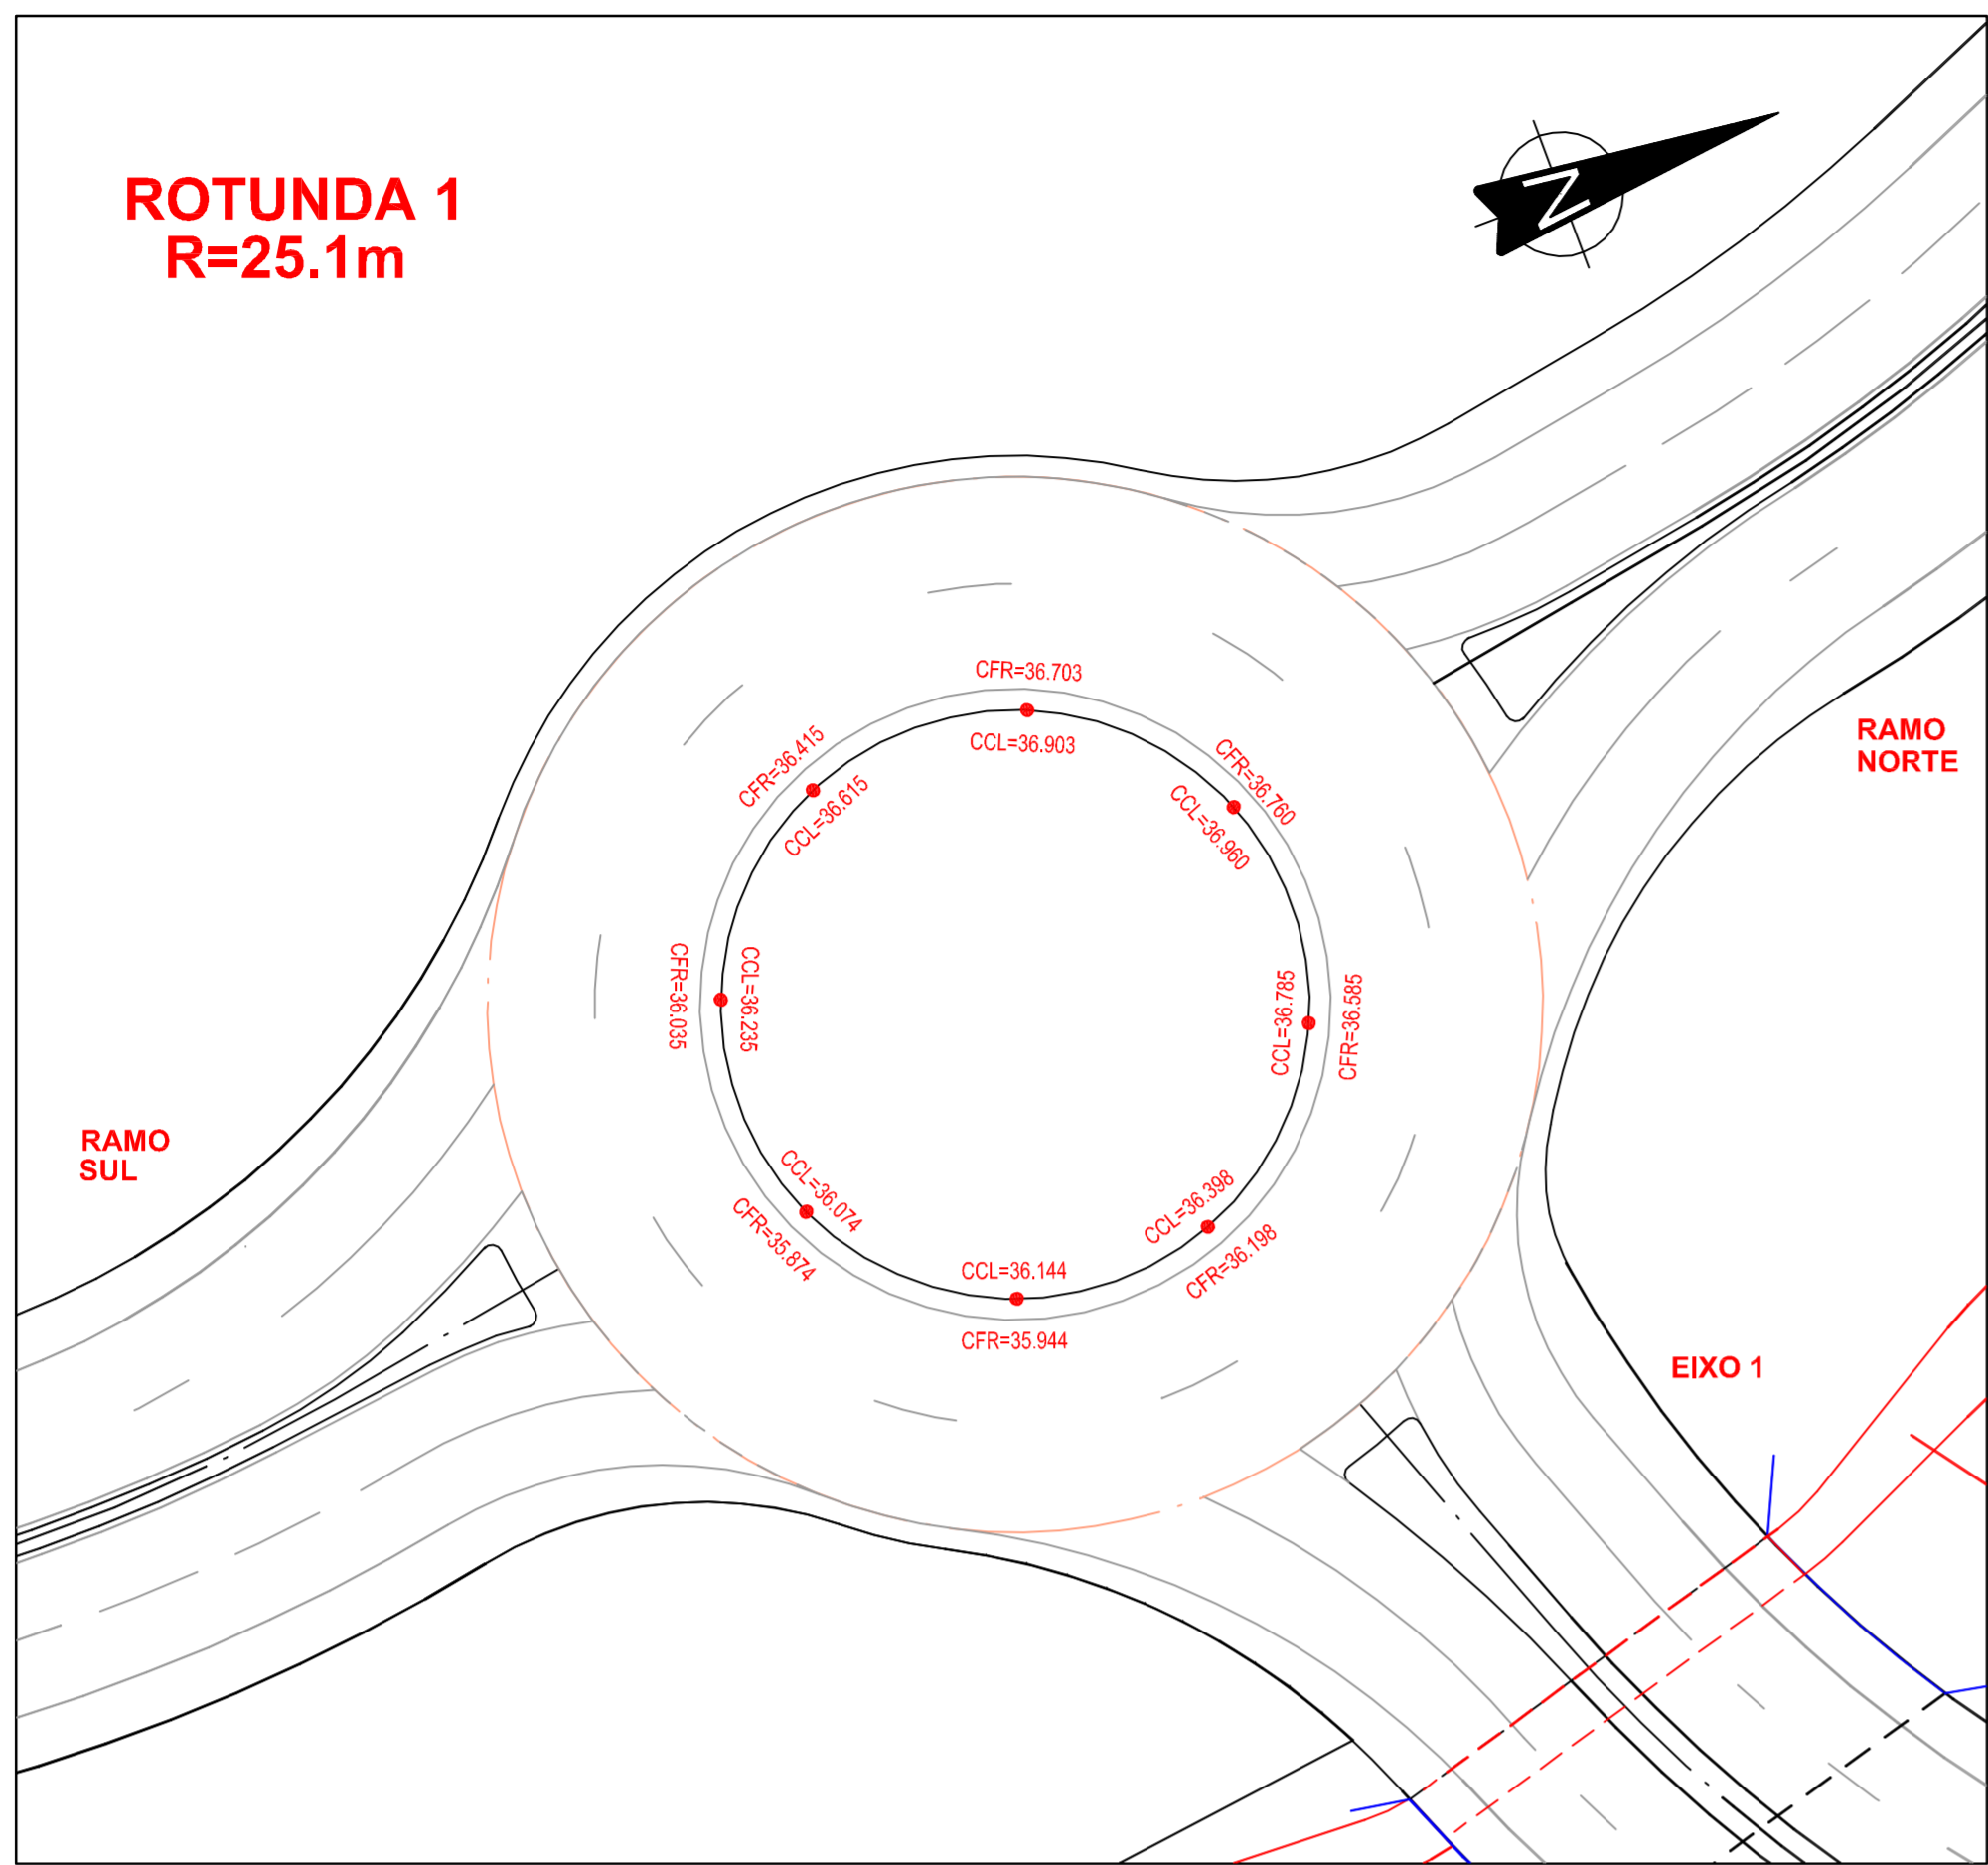 ROTUNDA 1
R=25.1m
N
CFR=36.703
CCL=36.903
CFR=36.415
CCL=36.615
CFR=36.760
CCL=36.960
RAMO
NORTE
CFR=36.035
CCL=36.235
CCL=36.785
CFR=36.585
RAMO
SUL
CCL=36.074
CFR=35.874
CCL=36.398
CFR=36.198
CCL=36.144
CFR=35.944
EIXO 1